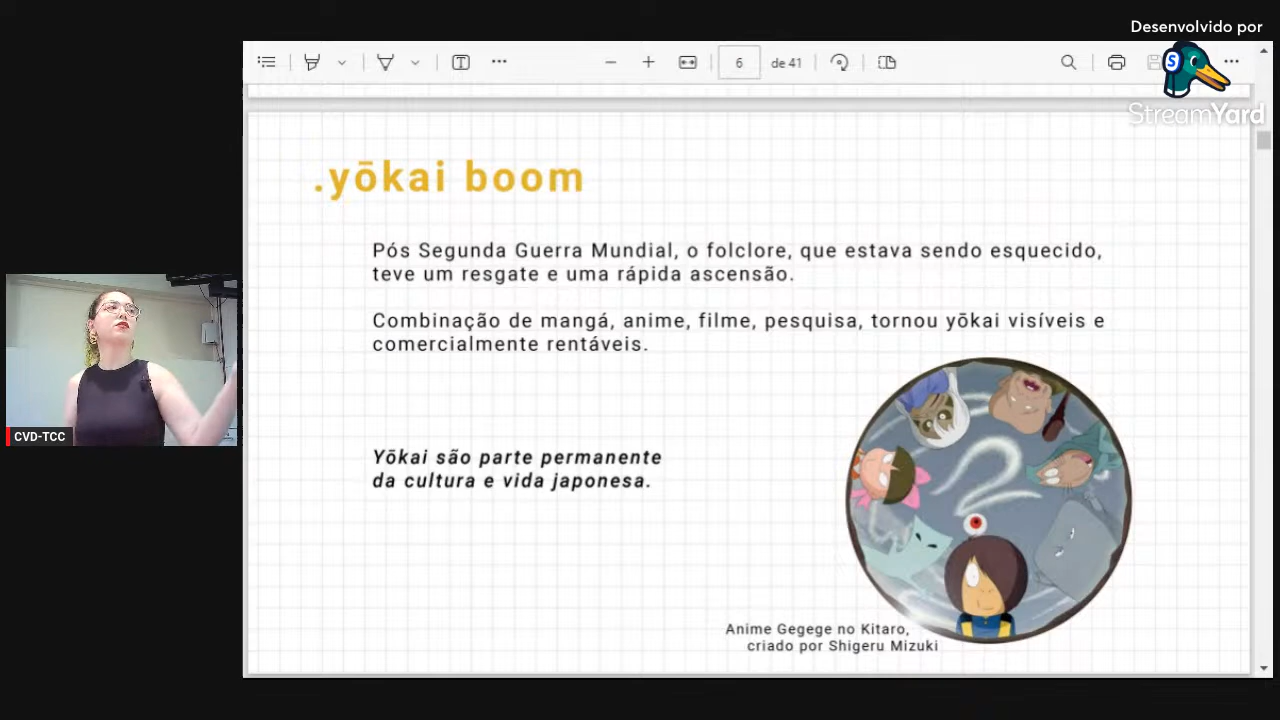 Desenvolvido por
StreamYard
6 de 41
.yōkai boom
Pós Segunda Guerra Mundial, o folclore, que estava sendo esquecido,
teve um resgate e uma rápida ascensão.
Combinação de mangá, anime, filme, pesquisa, tornou yōkai visíveis e
comercialmente rentáveis.
Yōkai são parte permanente
da cultura e vida japonesa.
Anime Gegege no Kitaro,
criado por Shigeru Mizuki
CVD-TCC